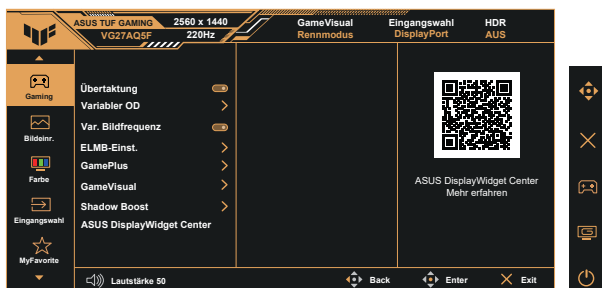 ASUS TUF GAMING 2560 x 1440
VG27AQ5F 220Hz
GameVisual Eingangswahl HDR
Rennmodus DisplayPort AUS
Gaming
Bildeinr.
Farbe
Eingangswahl
MyFavorite
Übertaktung
Variabler OD
Var. Bildfrequenz
ELMB-Einst.
GamePlus
GameVisual
Shadow Boost
ASUS DisplayWidget Center
ASUS DisplayWidget Center
Mehr erfahren
Lautstärke 50 Back Enter Exit